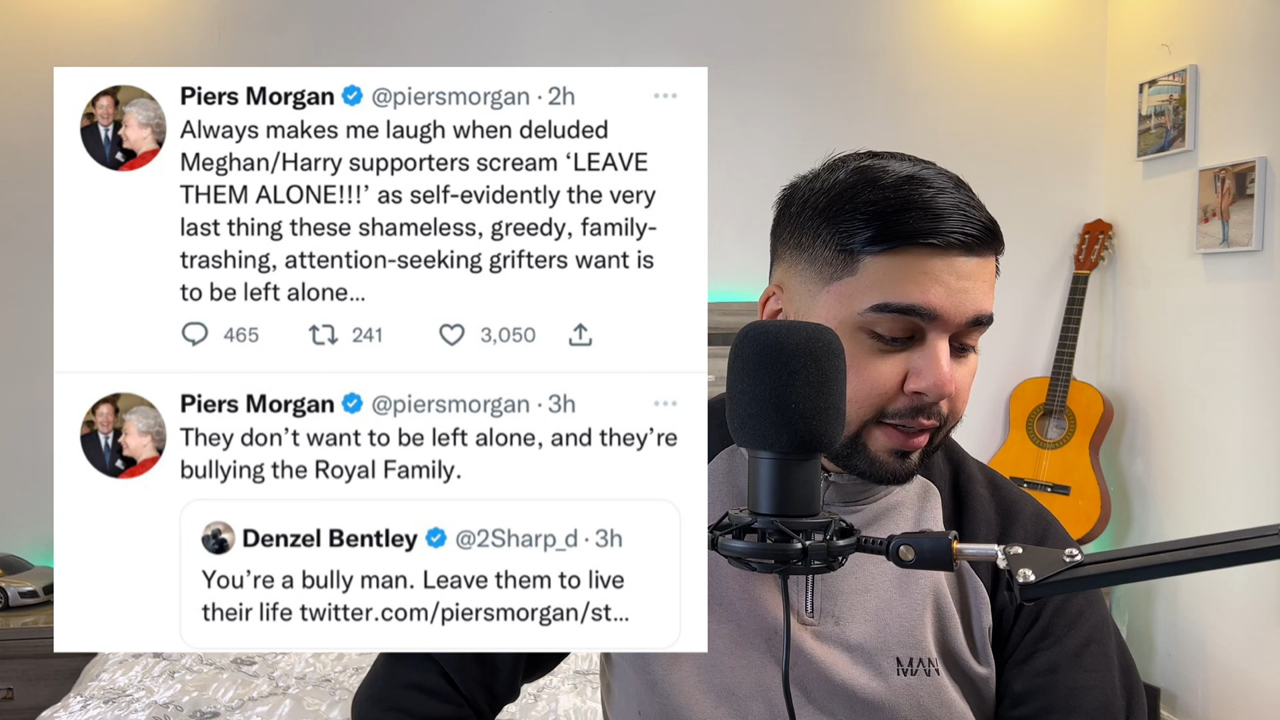 Piers Morgan @piersmorgan · 2h
Always makes me laugh when deluded
Meghan/Harry supporters scream ‘LEAVE
THEM ALONE!!!’ as self-evidently the very
last thing these shameless, greedy, family-
trashing, attention-seeking grifters want is
to be left alone...
465 241 3,050
Piers Morgan @piersmorgan · 3h
They don’t want to be left alone, and they’re
bullying the Royal Family.
Denzel Bentley @2Sharp_d · 3h
You’re a bully man. Leave them to live
their life twitter.com/piersmorgan/st...
MAN